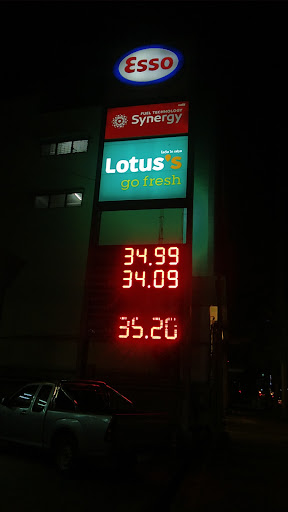 Esso
FUEL TECHNOLOGY
Synergy
Lotus's
go fresh
34.99
34.09
35.20